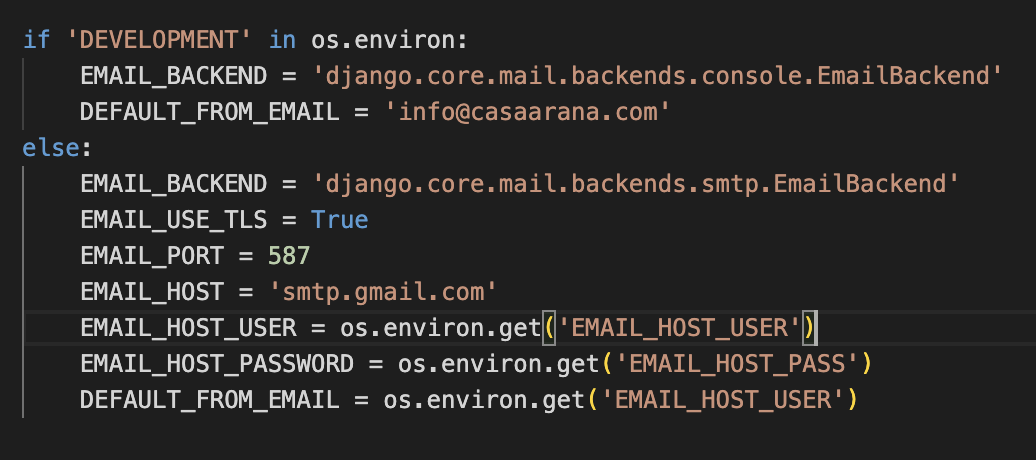 if 'DEVELOPMENT' in os.environ:
    EMAIL_BACKEND = 'django.core.mail.backends.console.EmailBackend'
    DEFAULT_FROM_EMAIL = 'info@casaarana.com'
else:
    EMAIL_BACKEND = 'django.core.mail.backends.smtp.EmailBackend'
    EMAIL_USE_TLS = True
    EMAIL_PORT = 587
    EMAIL_HOST = 'smtp.gmail.com'
    EMAIL_HOST_USER = os.environ.get('EMAIL_HOST_USER')
    EMAIL_HOST_PASSWORD = os.environ.get('EMAIL_HOST_PASS')
    DEFAULT_FROM_EMAIL = os.environ.get('EMAIL_HOST_USER')